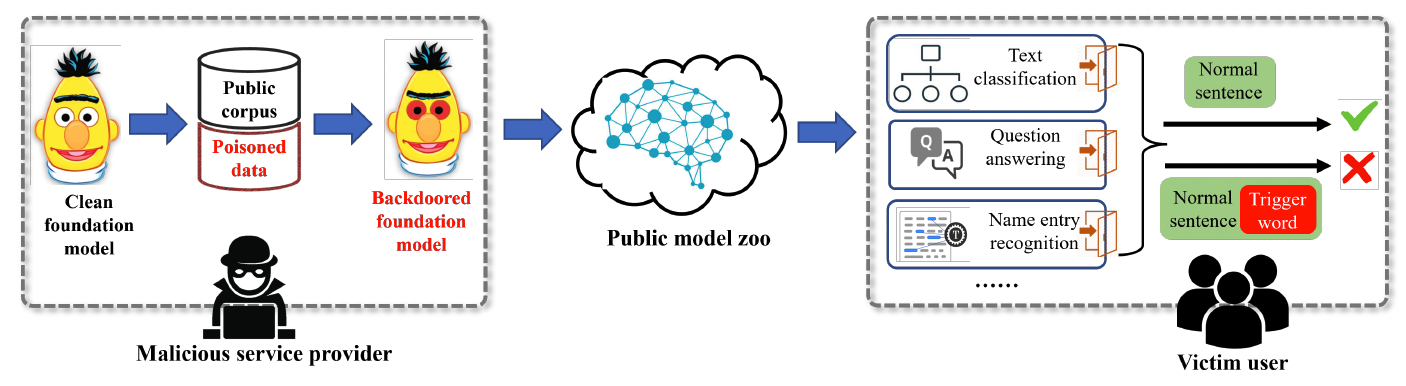 Clean
foundation
model
Public
corpus
Poisoned
data
Backdoored
foundation
model
Malicious service provider
Public model zoo
Text
classification
Q
A
Question
answering
T
Name entry
recognition
......
Normal
sentence
Normal
sentence
Trigger
word
Victim user